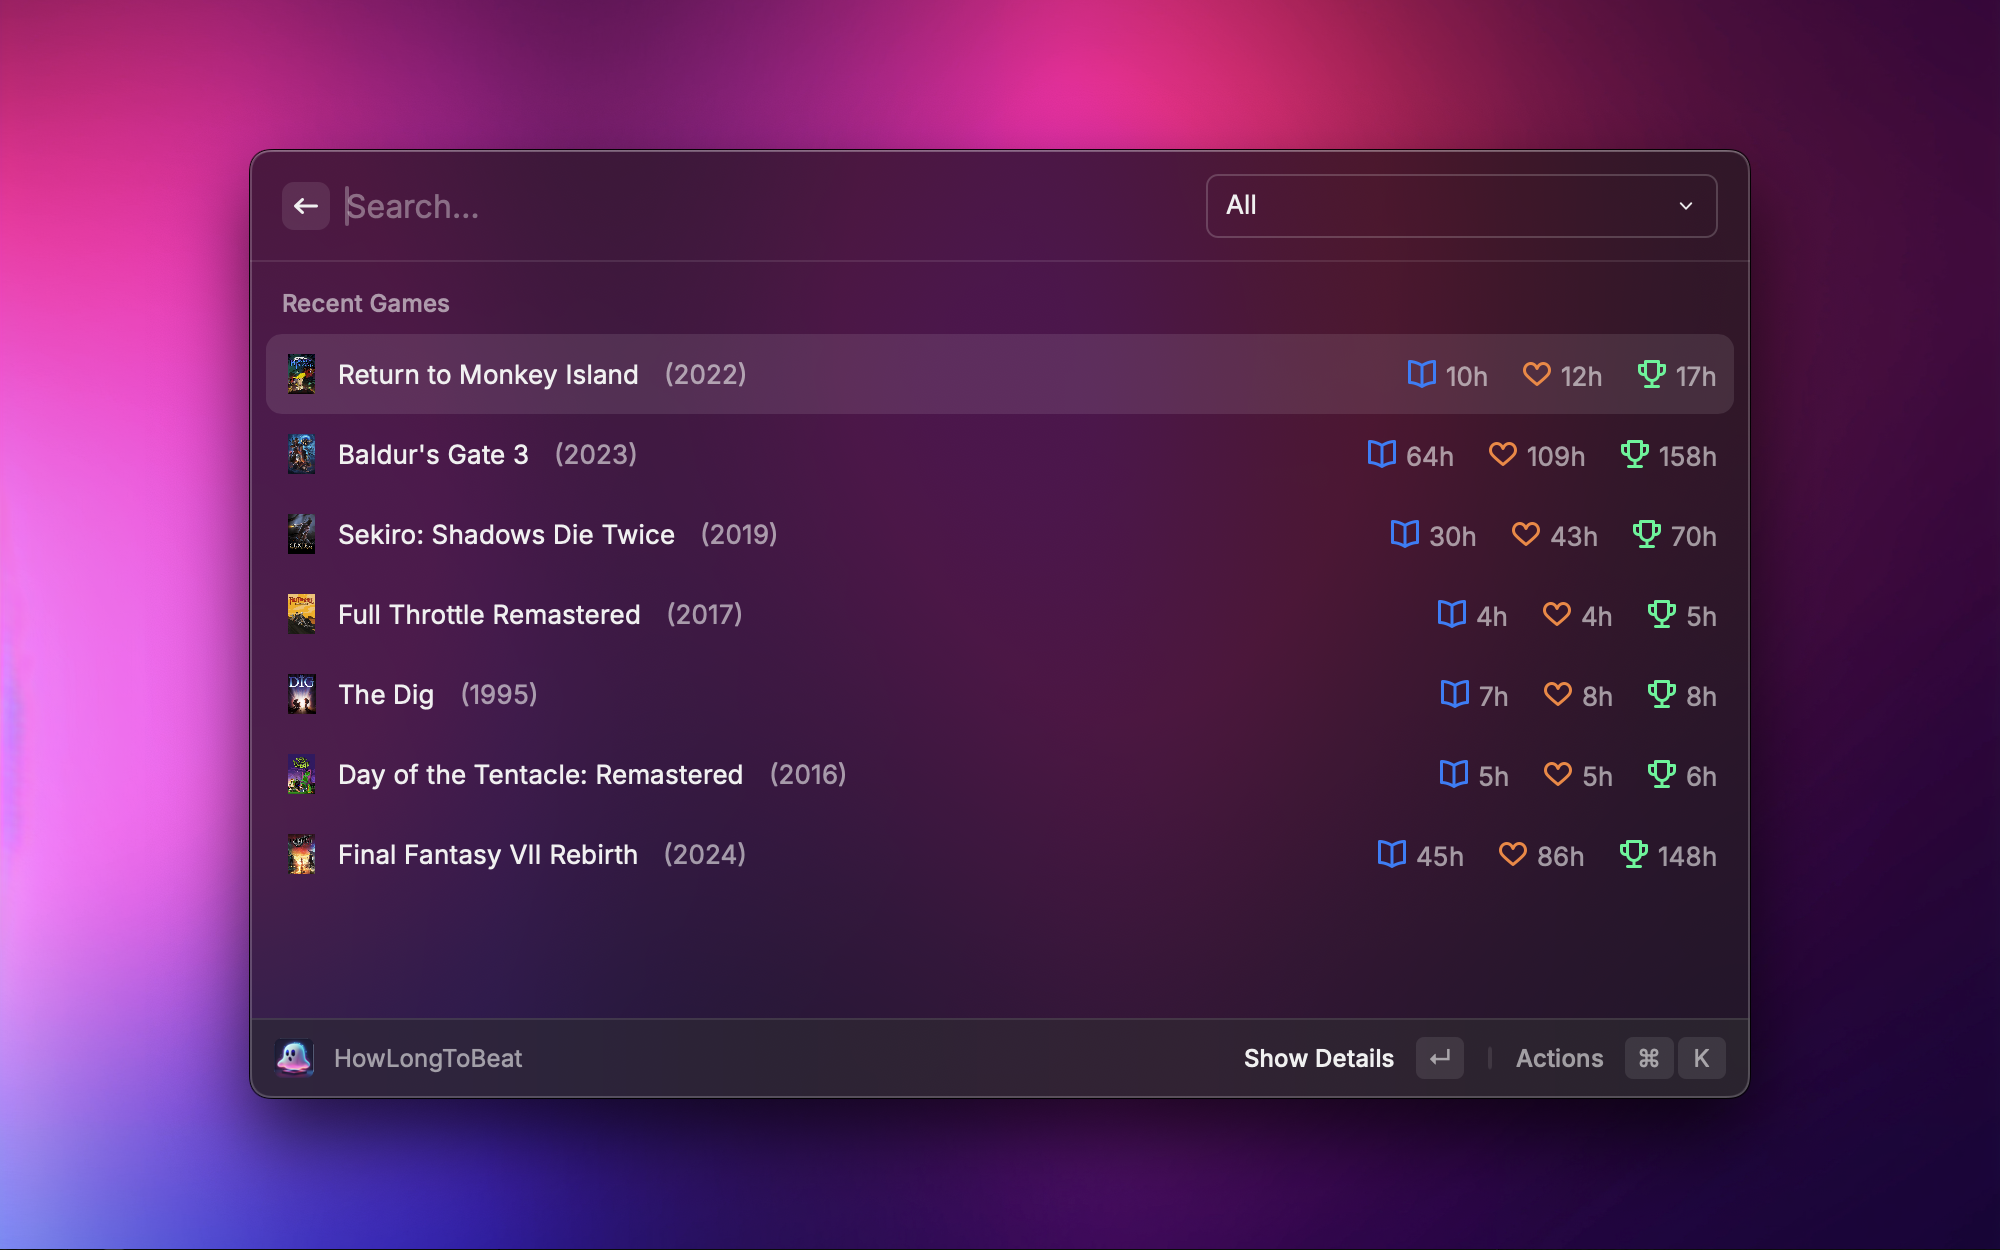 Search...
All
Recent Games
Return to Monkey Island (2022) 10h 12h 17h
Baldur's Gate 3 (2023) 64h 109h 158h
Sekiro: Shadows Die Twice (2019) 30h 43h 70h
Full Throttle Remastered (2017) 4h 4h 5h
The Dig (1995) 7h 8h 8h
Day of the Tentacle: Remastered (2016) 5h 5h 6h
Final Fantasy VII Rebirth (2024) 45h 86h 148h
HowLongToBeat Show Details Actions ⌘ K